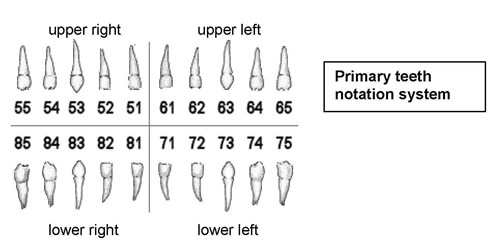 upper right upper left
55 54 53 52 51 61 62 63 64 65
85 84 83 82 81 71 72 73 74 75
lower right lower left
Primary teeth
notation system